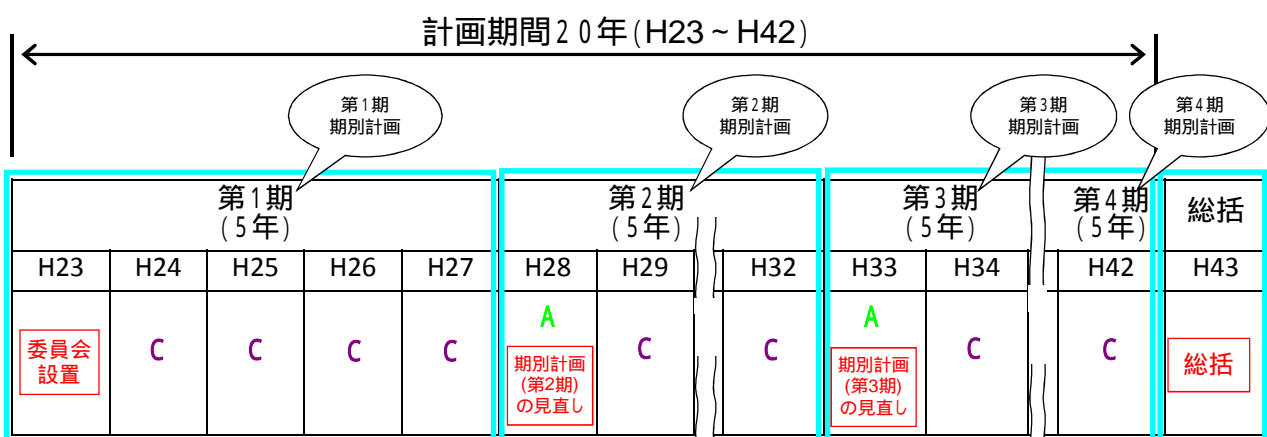 計画期間20年(H23~H42)
第1期
期別計画
第2期
期別計画
第3期
期別計画
第4期
期別計画
第1期
(5年)
第2期
(5年)
第3期
(5年)
第4期
(5年)
総括
H23 H24 H25 H26 H27 H28 H29 H32 H33 H34 H42 H43
委員会
設置
C
C
C
C
A
期別計画
(第2期)
の見直し
C
C
A
期別計画
(第3期)
の見直し
C
C
総括